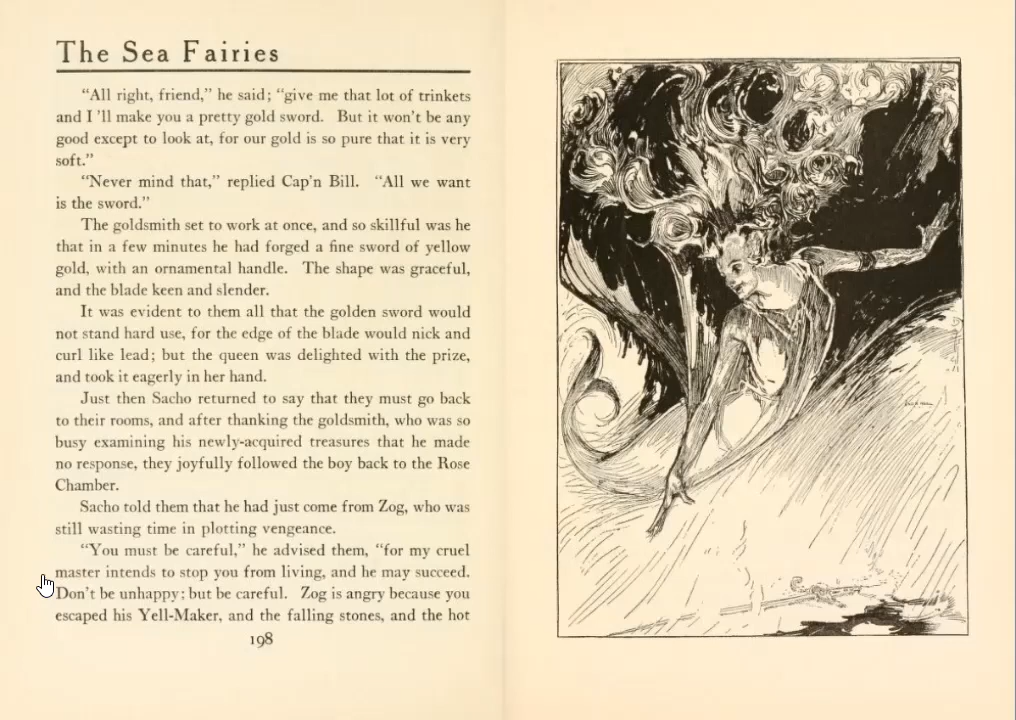 The Sea Fairies
"All right, friend," he said; "give me that lot of trinkets
and I 'll make you a pretty gold sword. But it won't be any
good except to look at, for our gold is so pure that it is very
soft."
"Never mind that," replied Cap'n Bill. "All we want
is the sword."
The goldsmith set to work at once, and so skillful was he
that in a few minutes he had forged a fine sword of yellow
gold, with an ornamental handle. The shape was graceful,
and the blade keen and slender.
It was evident to them all that the golden sword would
not stand hard use, for the edge of the blade would nick and
curl like lead; but the queen was delighted with the prize,
and took it eagerly in her hand.
Just then Sacho returned to say that they must go back
to their rooms, and after thanking the goldsmith, who was so
busy examining his newly-acquired treasures that he made
no response, they joyfully followed the boy back to the Rose
Chamber.
Sacho told them that he had just come from Zog, who was
still wasting time in plotting vengeance.
"You must be careful," he advised them, "for my cruel
master intends to stop you from living, and he may succeed.
Don't be unhappy; but be careful. Zog is angry because you
escaped his Yell-Maker, and the falling stones, and the hot
198